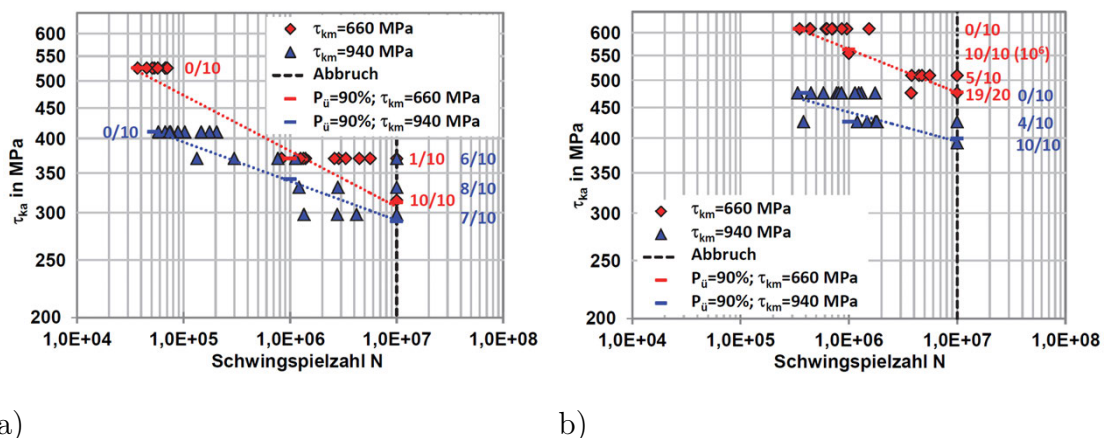 600
550
500
450
400
350
300
250
200
τka in MPa
τkm=660 MPa
τkm=940 MPa
Abbruch
Pü=90%; τkm=660 MPa
Pü=90%; τkm=940 MPa
0/10
0/10
1/10
6/10
8/10
10/10
7/10
1,0E+04 1,0E+05 1,0E+06 1,0E+07 1,0E+08
Schwingspielzahl N
a)
600
550
500
450
400
350
300
250
200
τka in MPa
0/10
10/10 (10⁶)
5/10
19/20 0/10
4/10
10/10
τkm=660 MPa
τkm=940 MPa
Abbruch
Pü=90%; τkm=660 MPa
Pü=90%; τkm=940 MPa
1,0E+04 1,0E+05 1,0E+06 1,0E+07 1,0E+08
Schwingspielzahl N
b)